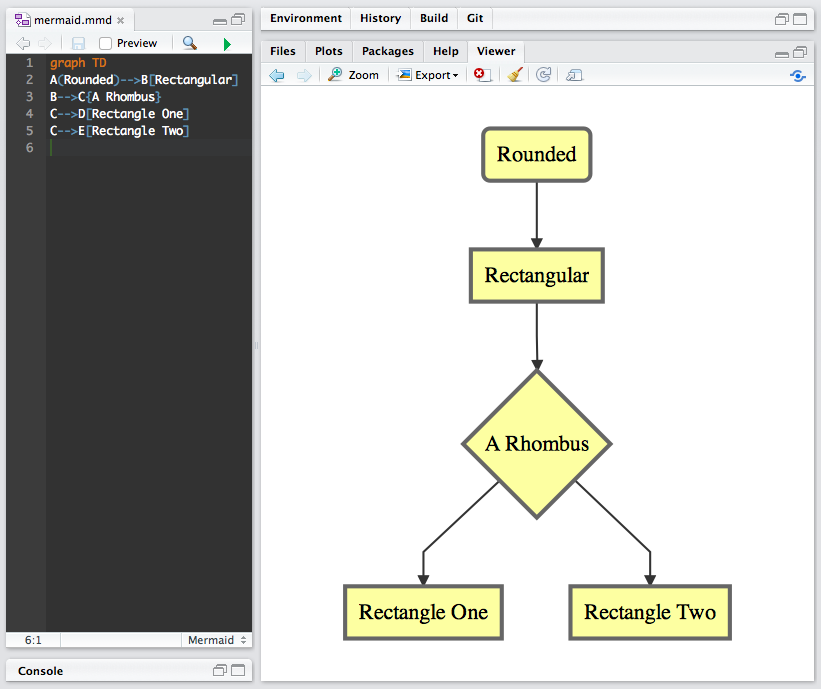 mermaid.mmd
Preview
1 graph TD
2 A(Rounded)-->B[Rectangular]
3 B-->C{A Rhombus}
4 C-->D[Rectangle One]
5 C-->E[Rectangle Two]
6
6:1 Mermaid
Console
Environment History Build Git
Files Plots Packages Help Viewer
Zoom Export
Rounded
Rectangular
A Rhombus
Rectangle One Rectangle Two